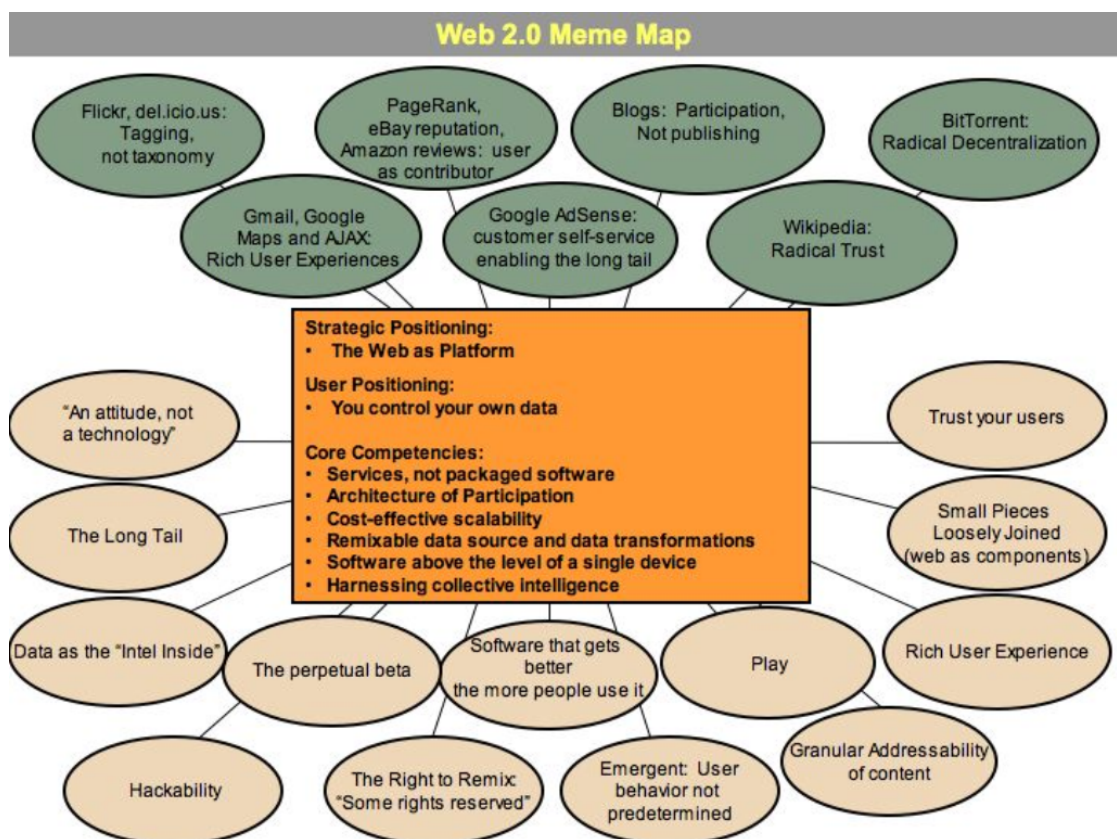 Web 2.0 Meme Map
Flickr, del.icio.us:
Tagging,
not taxonomy
PageRank,
eBay reputation,
Amazon reviews: user
as contributor
Blogs: Participation,
Not publishing
BitTorrent:
Radical Decentralization
Gmail, Google
Maps and AJAX:
Rich User Experiences
Google AdSense:
customer self-service
enabling the long tail
Wikipedia:
Radical Trust
Strategic Positioning:
• The Web as Platform
User Positioning:
• You control your own data
Core Competencies:
• Services, not packaged software
• Architecture of Participation
• Cost-effective scalability
• Remixable data source and data transformations
• Software above the level of a single device
• Harnessing collective intelligence
“An attitude, not
a technology”
Trust your users
The Long Tail
Small Pieces
Loosely Joined
(web as components)
Data as the “Intel Inside”
The perpetual beta
Software that gets
better
the more people use it
Play
Rich User Experience
Hackability
The Right to Remix:
“Some rights reserved”
Emergent: User
behavior not
predetermined
Granular Addressability
of content